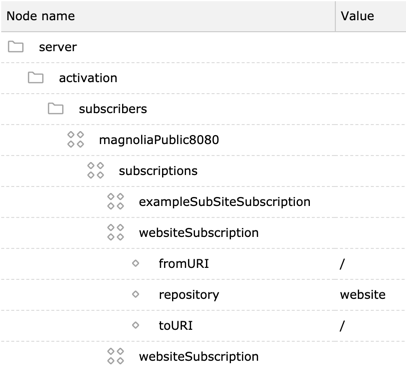 Node name Value
server
activation
subscribers
magnoliaPublic8080
subscriptions
exampleSubSiteSubscription
websiteSubscription
fromURI /
repository website
toURI /
websiteSubscription